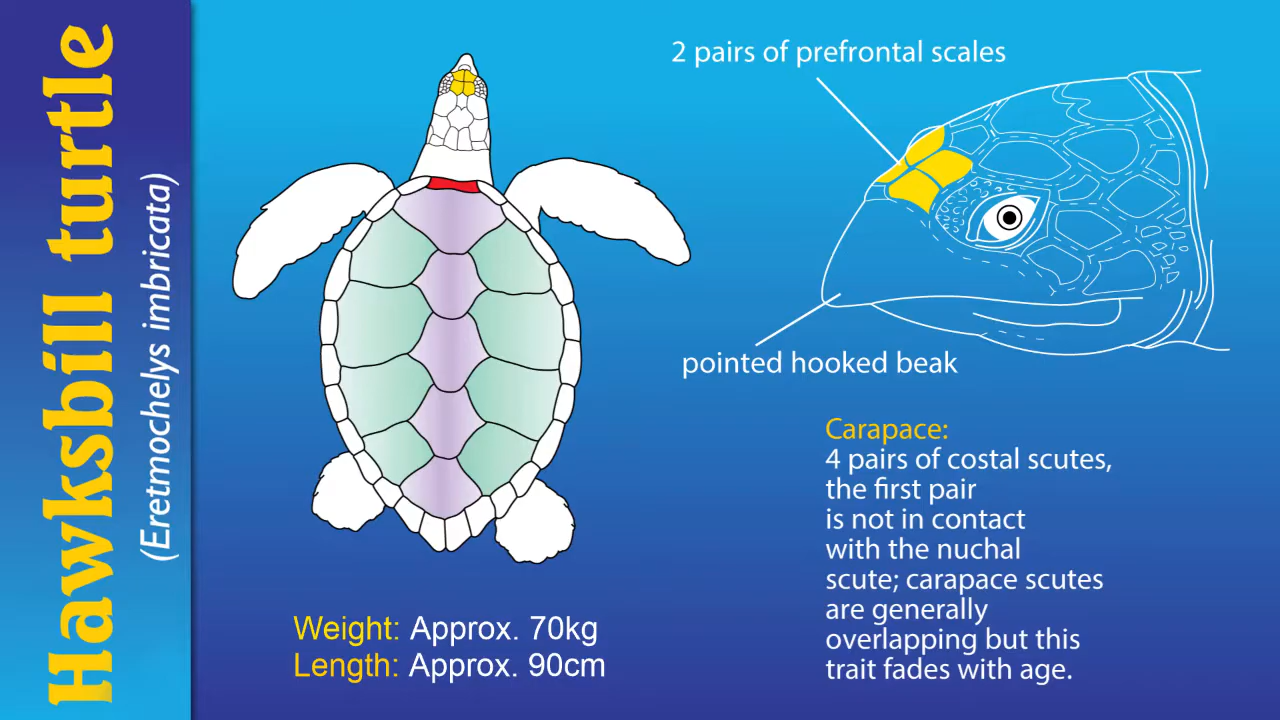 Hawksbill turtle
(Eretmochelys imbricata)
2 pairs of prefrontal scales
pointed hooked beak
Carapace:
4 pairs of costal scutes,
the first pair
is not in contact
with the nuchal
scute; carapace scutes
are generally
overlapping but this
trait fades with age.
Weight: Approx. 70kg
Length: Approx. 90cm